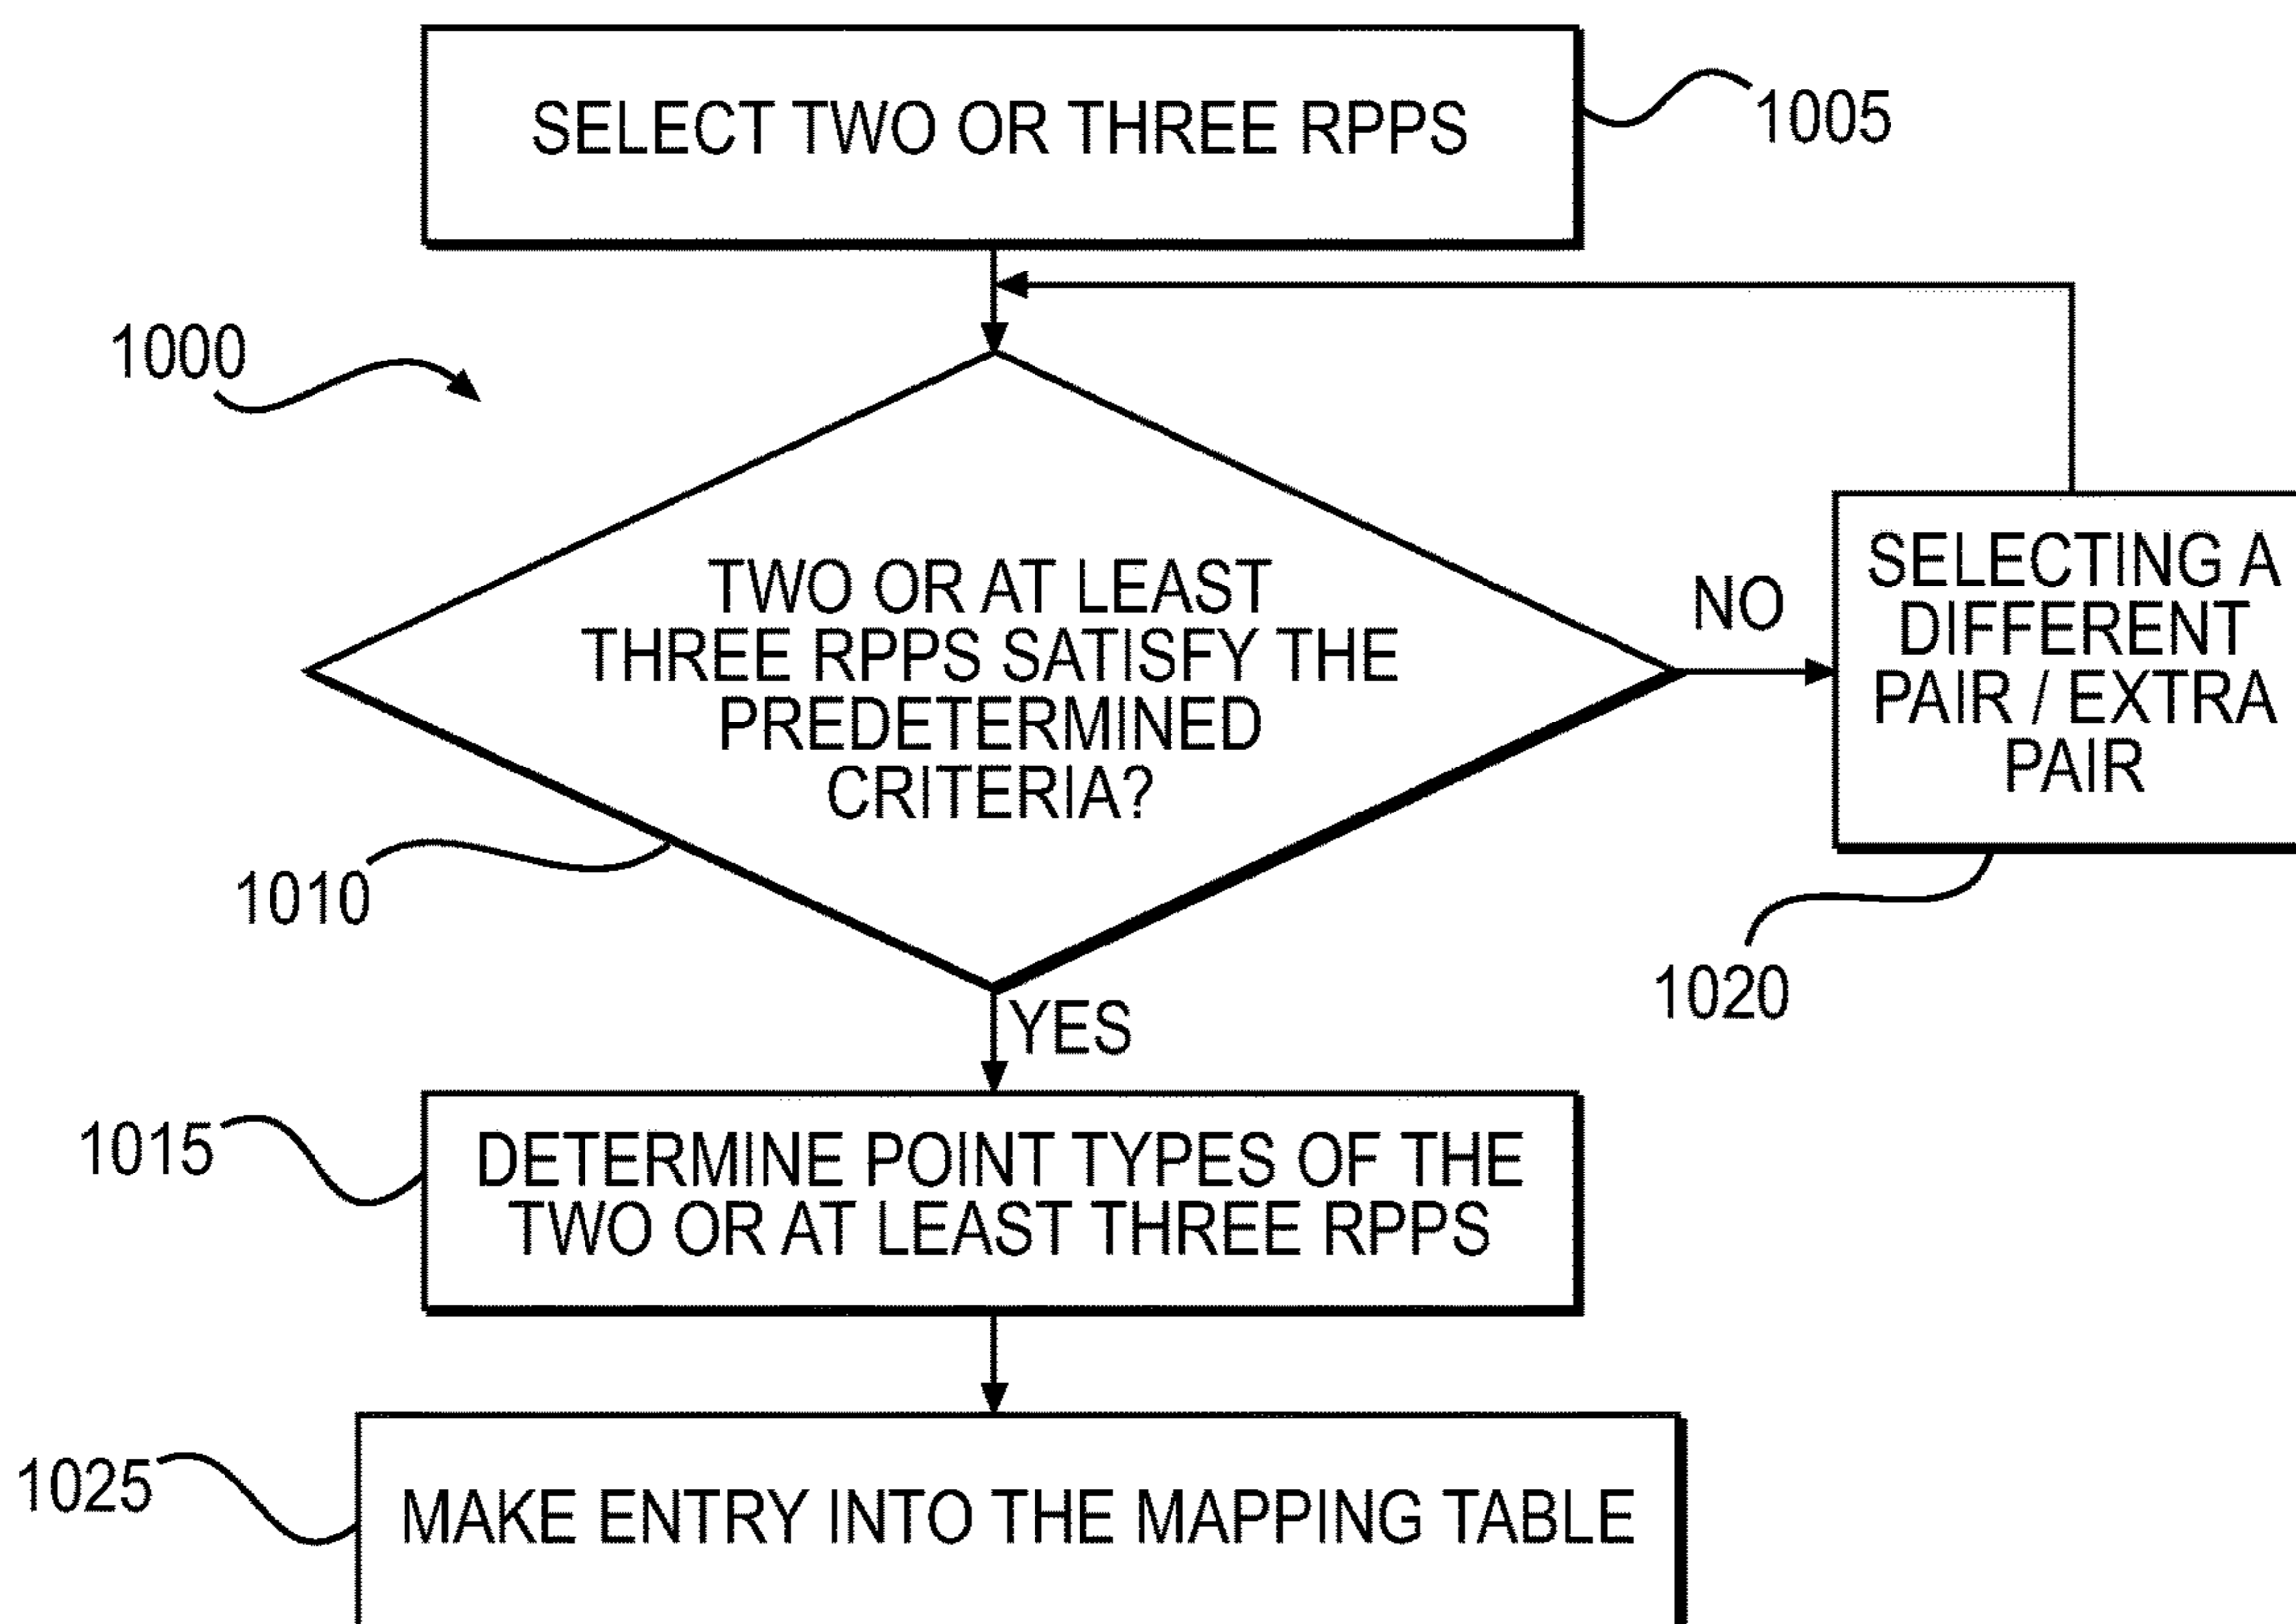 SELECT TWO OR THREE RPPS
1005
1000
TWO OR AT LEAST
THREE RPPS SATISFY THE
PREDETERMINED
CRITERIA?
NO
SELECTING A
DIFFERENT
PAIR / EXTRA
PAIR
1010
1020
YES
1015
DETERMINE POINT TYPES OF THE
TWO OR AT LEAST THREE RPPS
1025
MAKE ENTRY INTO THE MAPPING TABLE